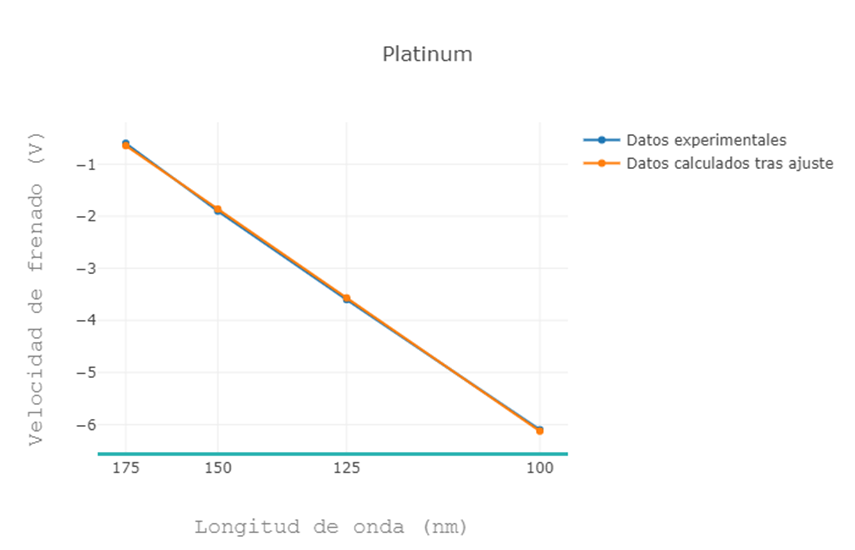 Platinum
Velocidad de frenado (V)
−1
−2
−3
−4
−5
−6
175 150 125 100
Longitud de onda (nm)
Datos experimentales
Datos calculados tras ajuste